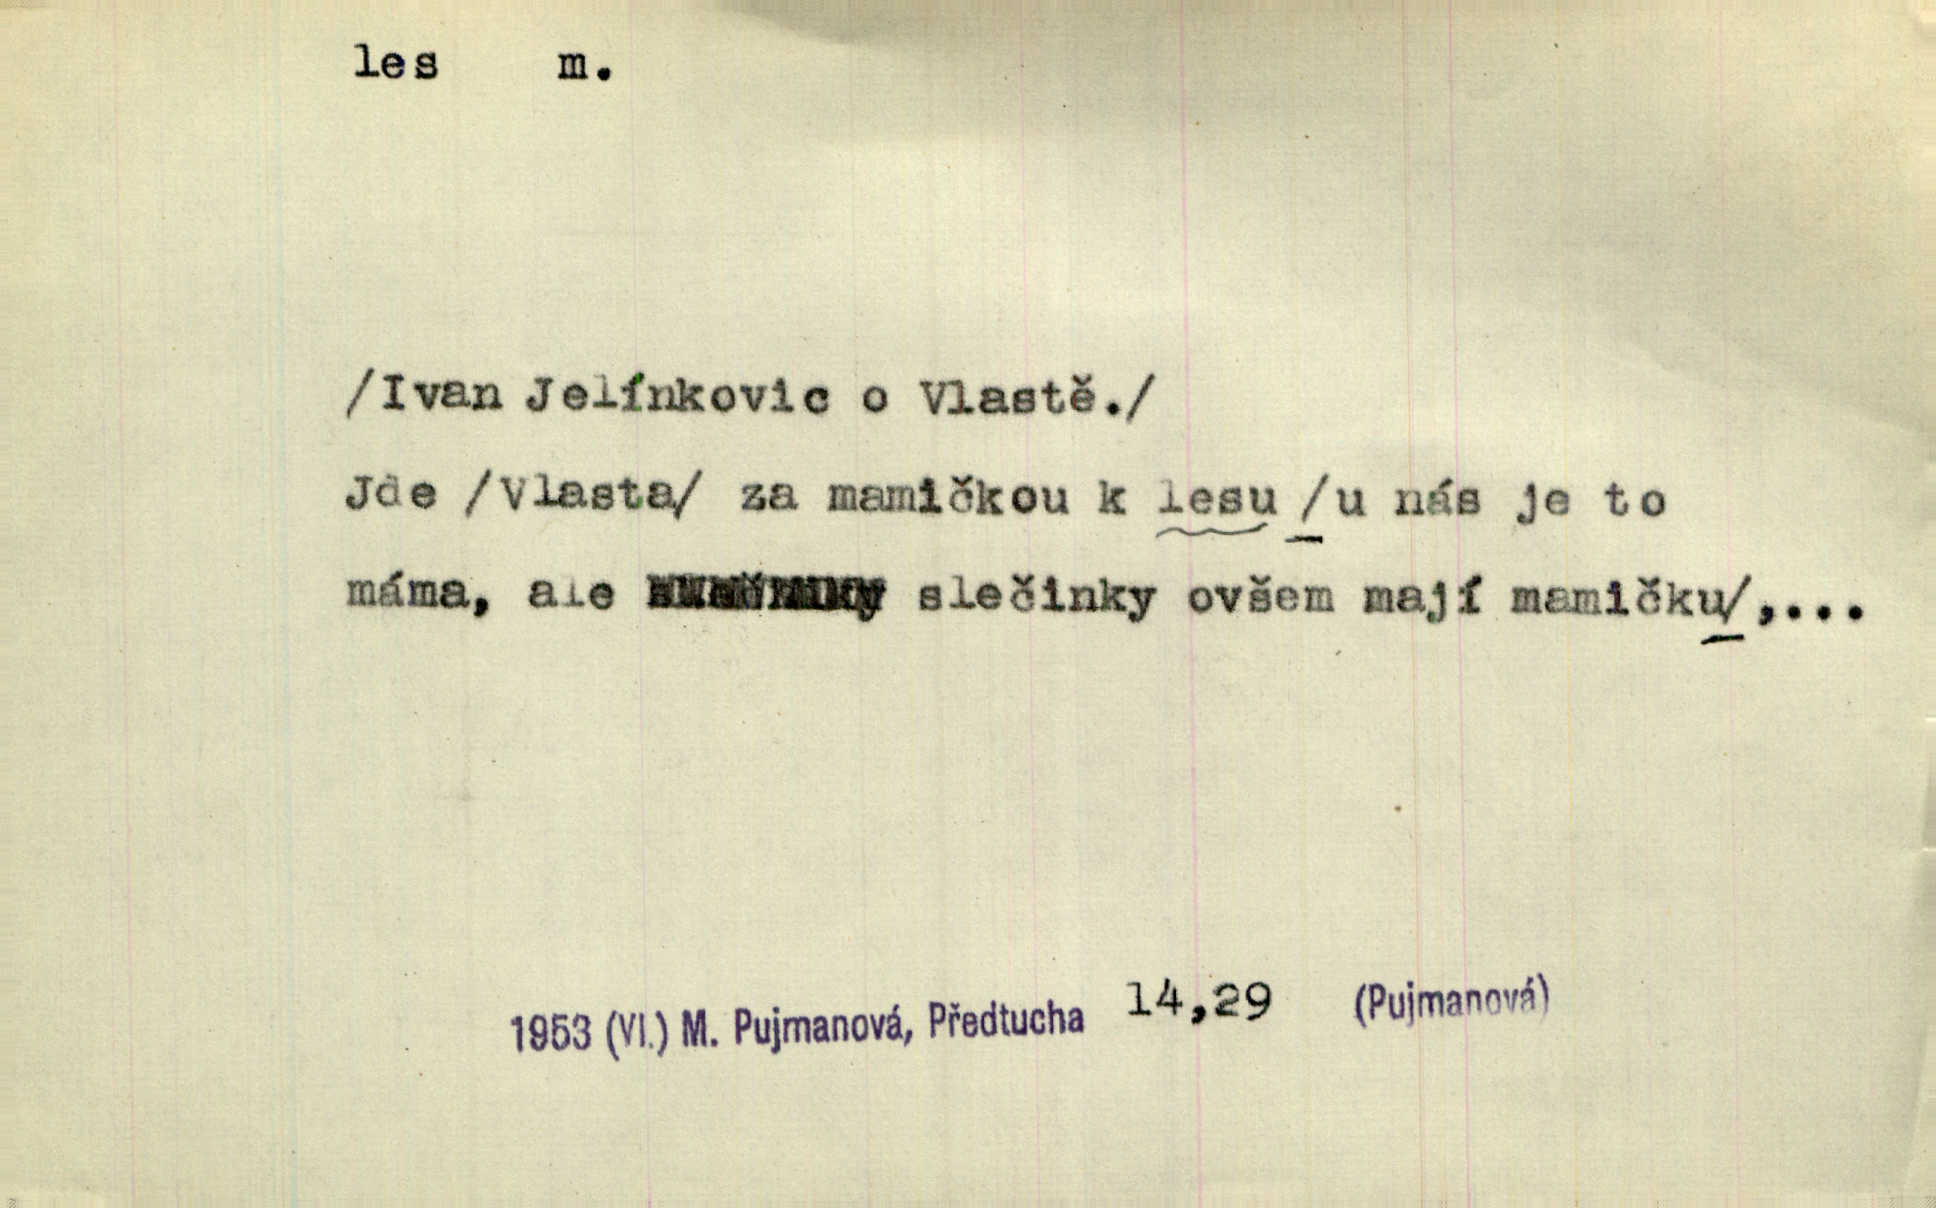 les m.
/Ivan Jelínkovic o Vlastě./
Jde /Vlasta/ za mamičkou k lesu /u nás je to
máma, ale slečinky ovšem mají mamičku/,...
1953 (VI.) M. Pujmanová, Předtucha 14,29 (Pujmanová)